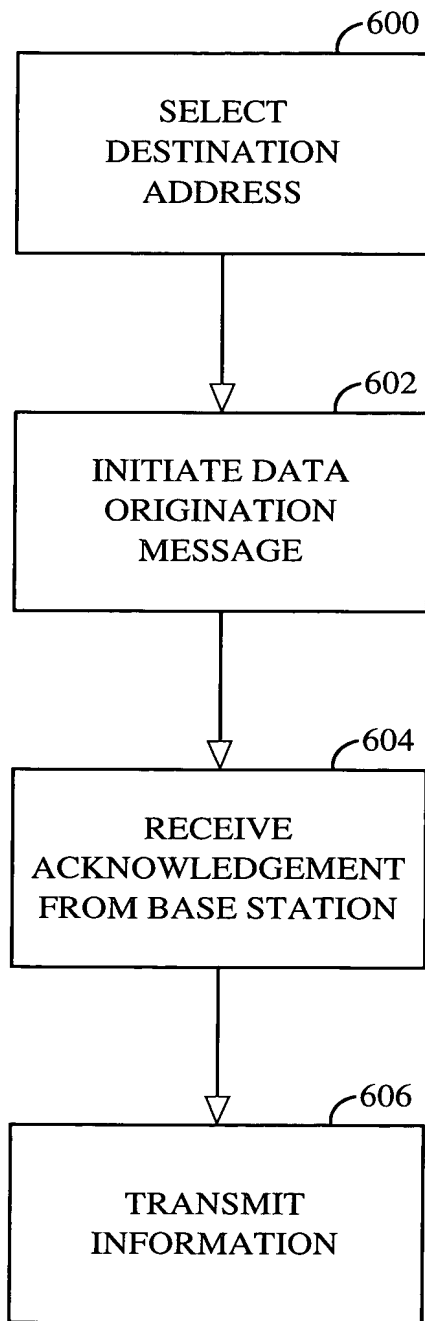 600
SELECT
DESTINATION
ADDRESS
602
INITIATE DATA
ORIGINATION
MESSAGE
604
RECEIVE
ACKNOWLEDGEMENT
FROM BASE STATION
606
TRANSMIT
INFORMATION